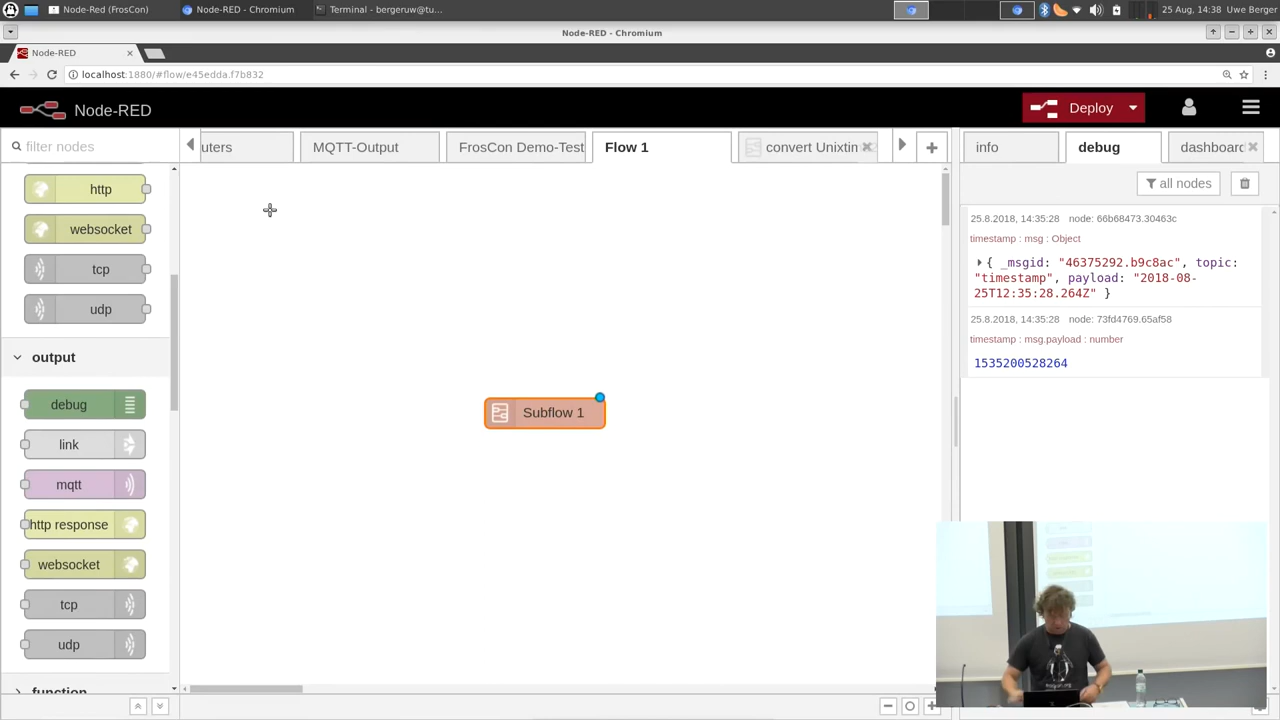 Node-Red (FrosCon)
Node-RED - Chromium
Terminal - bergeruw@tu...
25 Aug, 14:38
Uwe Berger
Node-RED - Chromium
Node-RED
localhost:1880/#flow/e45edda.f7b832
Node-RED
Deploy
filter nodes
uters
MQTT-Output
FrosCon Demo-Test
Flow 1
convert Unixtin
info
debug
dashboard
all nodes
http
websocket
tcp
udp
output
debug
link
mqtt
http response
websocket
tcp
udp
function
Subflow 1
25.8.2018, 14:35:28 node: 66b68473.30463c
timestamp : msg : Object
{ _msgid: "46375292.b9c8ac", topic:
"timestamp", payload: "2018-08-
25T12:35:28.264Z" }
25.8.2018, 14:35:28 node: 73fd4769.65af58
timestamp : msg.payload : number
1535200528264